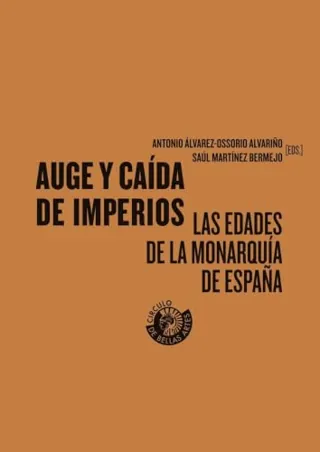 ANTONIO ÁLVAREZ-OSSORIO ALVARIÑO
SAÚL MARTÍNEZ BERMEJO [EDS.]
AUGE Y CAÍDA
DE IMPERIOS
LAS EDADES
DE LA MONARQUÍA
DE ESPAÑA
CÍRCULO
DE BELLAS ARTES